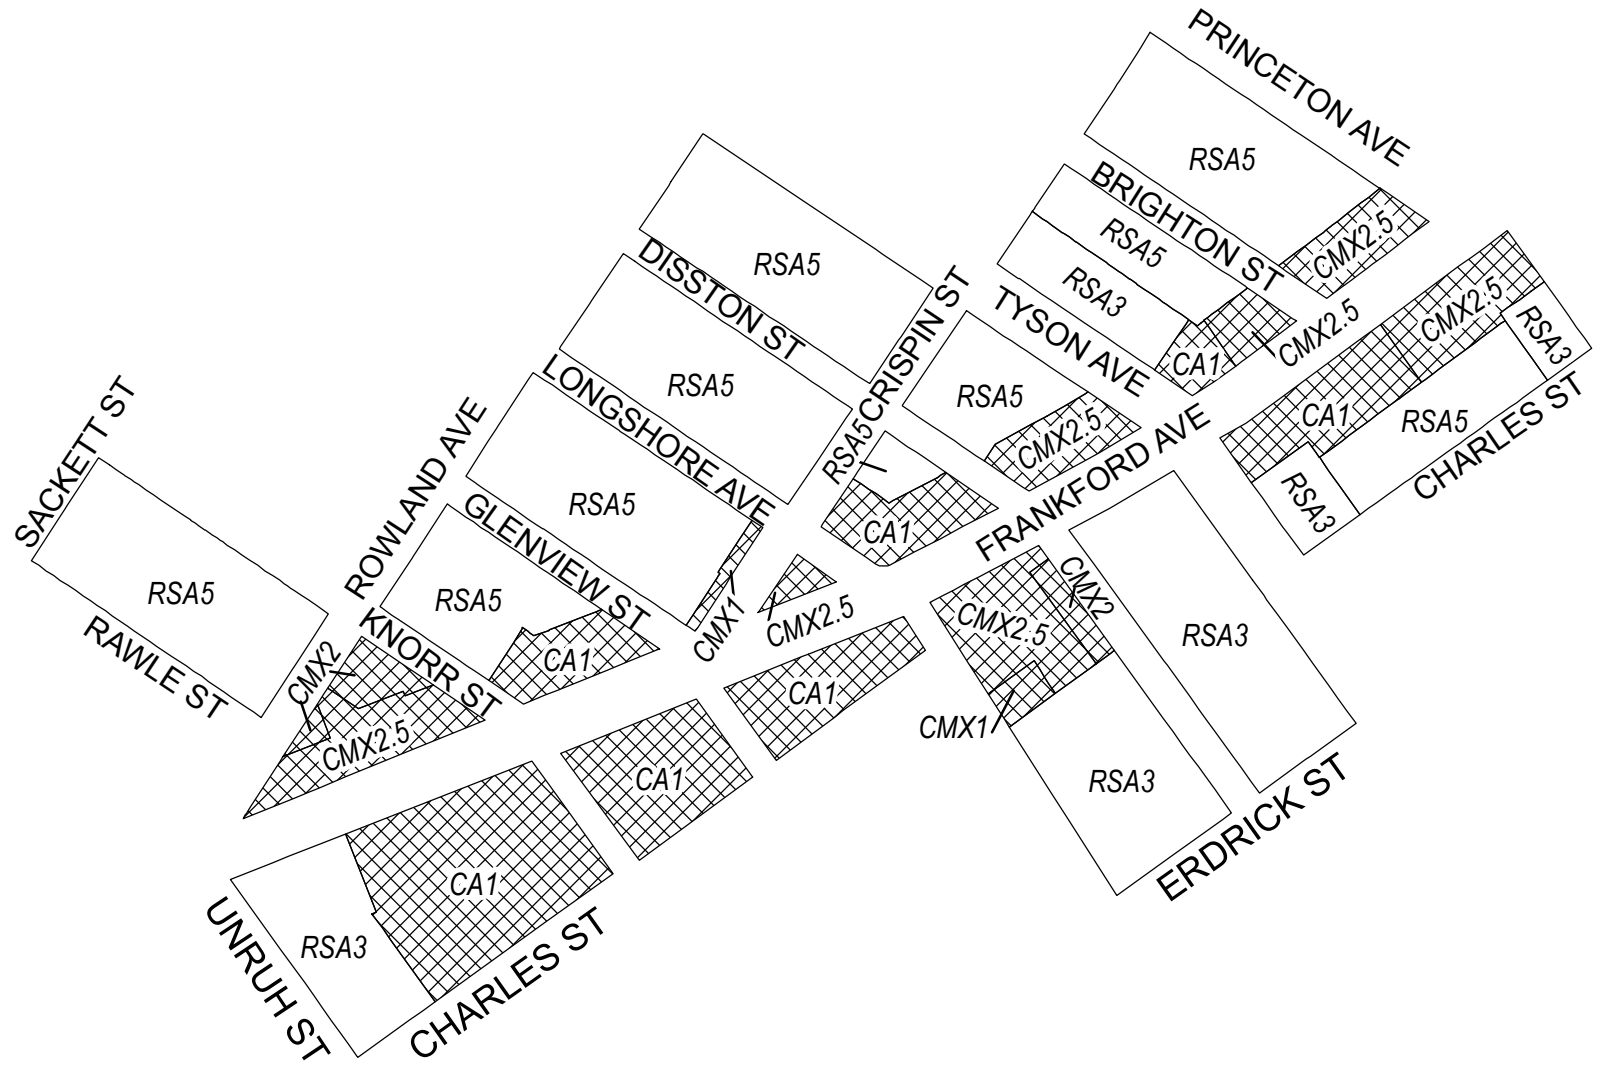 PRINCETON AVE
RSA5
BRIGHTON ST
RSA5
CMX2.5
RSA3
CMX2.5
CMX2.5
CA1
RSA3
CA1
RSA5
CHARLES ST
RSA3
TYSON AVE
RSA5
CMX2.5
FRANKFORD AVE
CRISPIN ST
RSA5
CA1
RSA5
DISSTON ST
RSA5
LONGSHORE AVE
RSA5
CMX1
CMX2.5
GLENVIEW ST
ROWLAND AVE
RSA5
CA1
KNORR ST
SACKETT ST
RSA5
RAWLE ST
CMX2
CMX2.5
CA1
CA1
CMX2.5
CMX2
CMX1
RSA3
RSA3
ERDRICK ST
CA1
RSA3
UNRUH ST
CHARLES ST